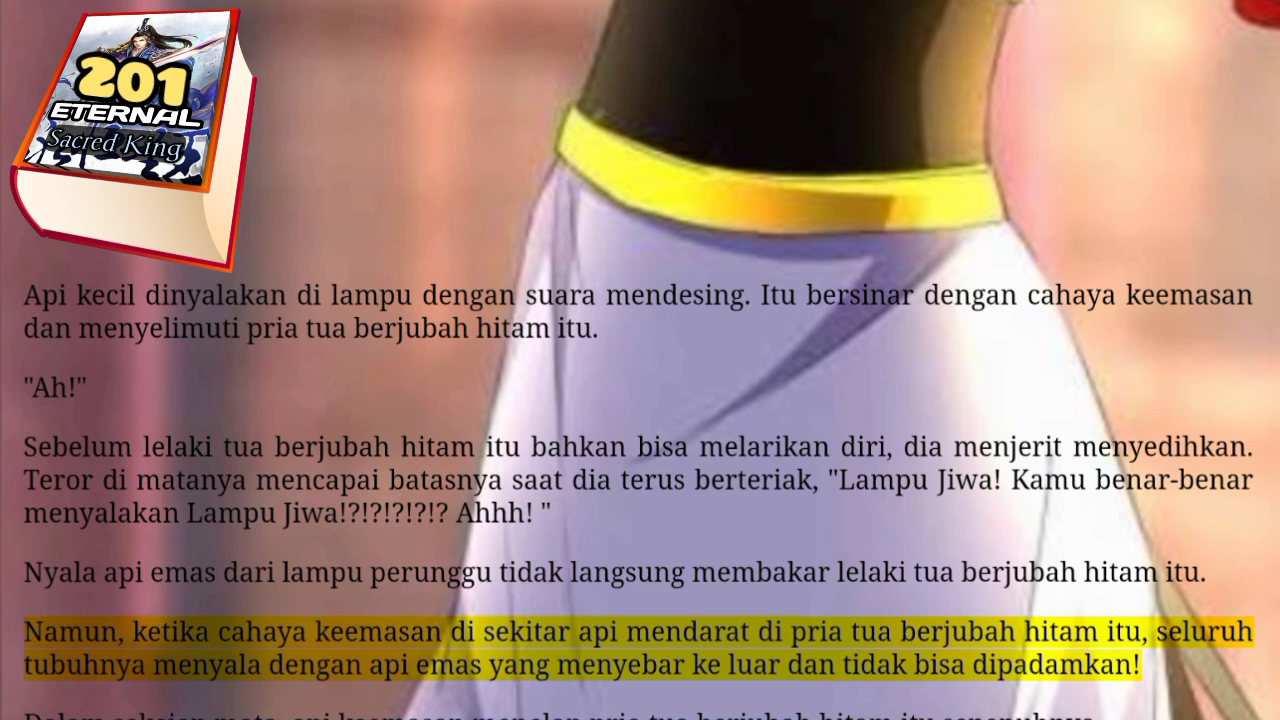 201
ETERNAL
Sacred King
Api kecil dinyalakan di lampu dengan suara mendesing. Itu bersinar dengan cahaya keemasan
dan menyelimuti pria tua berjubah hitam itu.
"Ah!"
Sebelum lelaki tua berjubah hitam itu bahkan bisa melarikan diri, dia menjerit menyedihkan.
Teror di matanya mencapai batasnya saat dia terus berteriak, "Lampu Jiwa! Kamu benar-benar
menyalakan Lampu Jiwa!?!?!?!?!? Ahhh! "
Nyala api emas dari lampu perunggu tidak langsung membakar lelaki tua berjubah hitam itu.
Namun, ketika cahaya keemasan di sekitar api mendarat di pria tua berjubah hitam itu, seluruh
tubuhnya menyala dengan api emas yang menyebar ke luar dan tidak bisa dipadamkan!